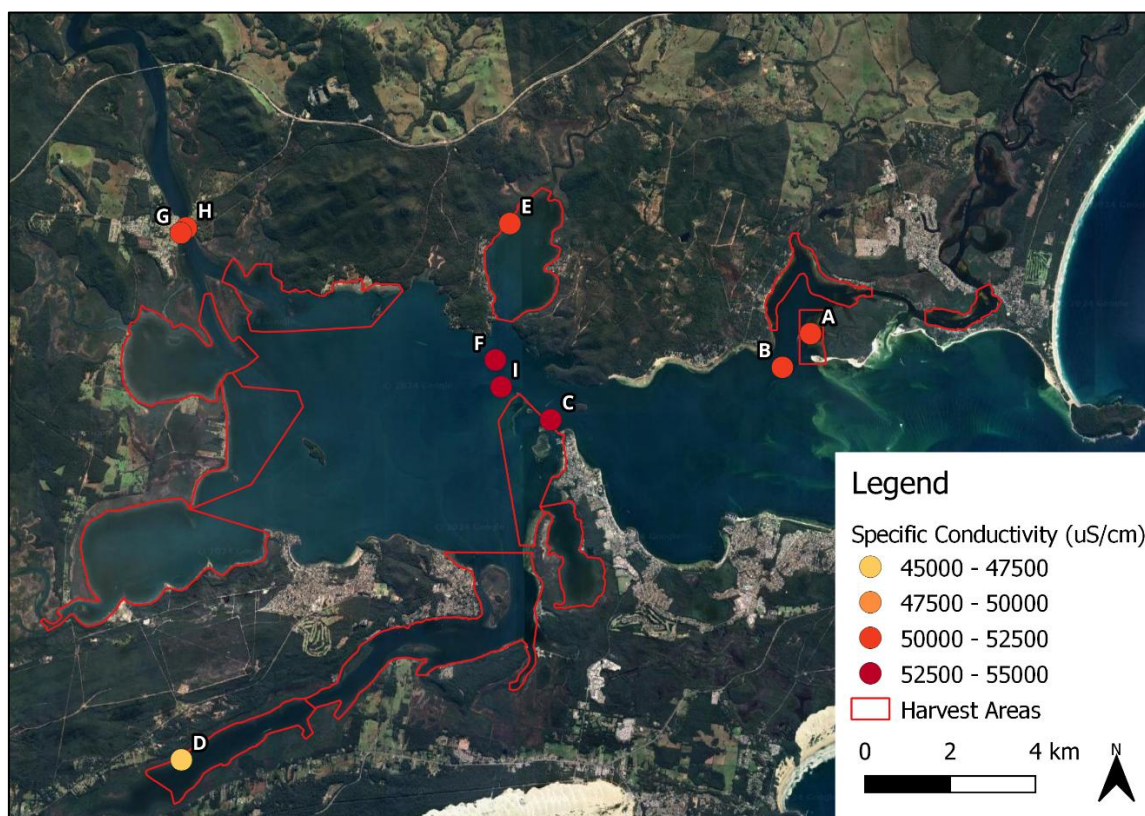 G
H
E
A
B
F
I
C
D
Legend
Specific Conductivity (uS/cm)
45000 - 47500
47500 - 50000
50000 - 52500
52500 - 55000
Harvest Areas
0 2 4 km
N